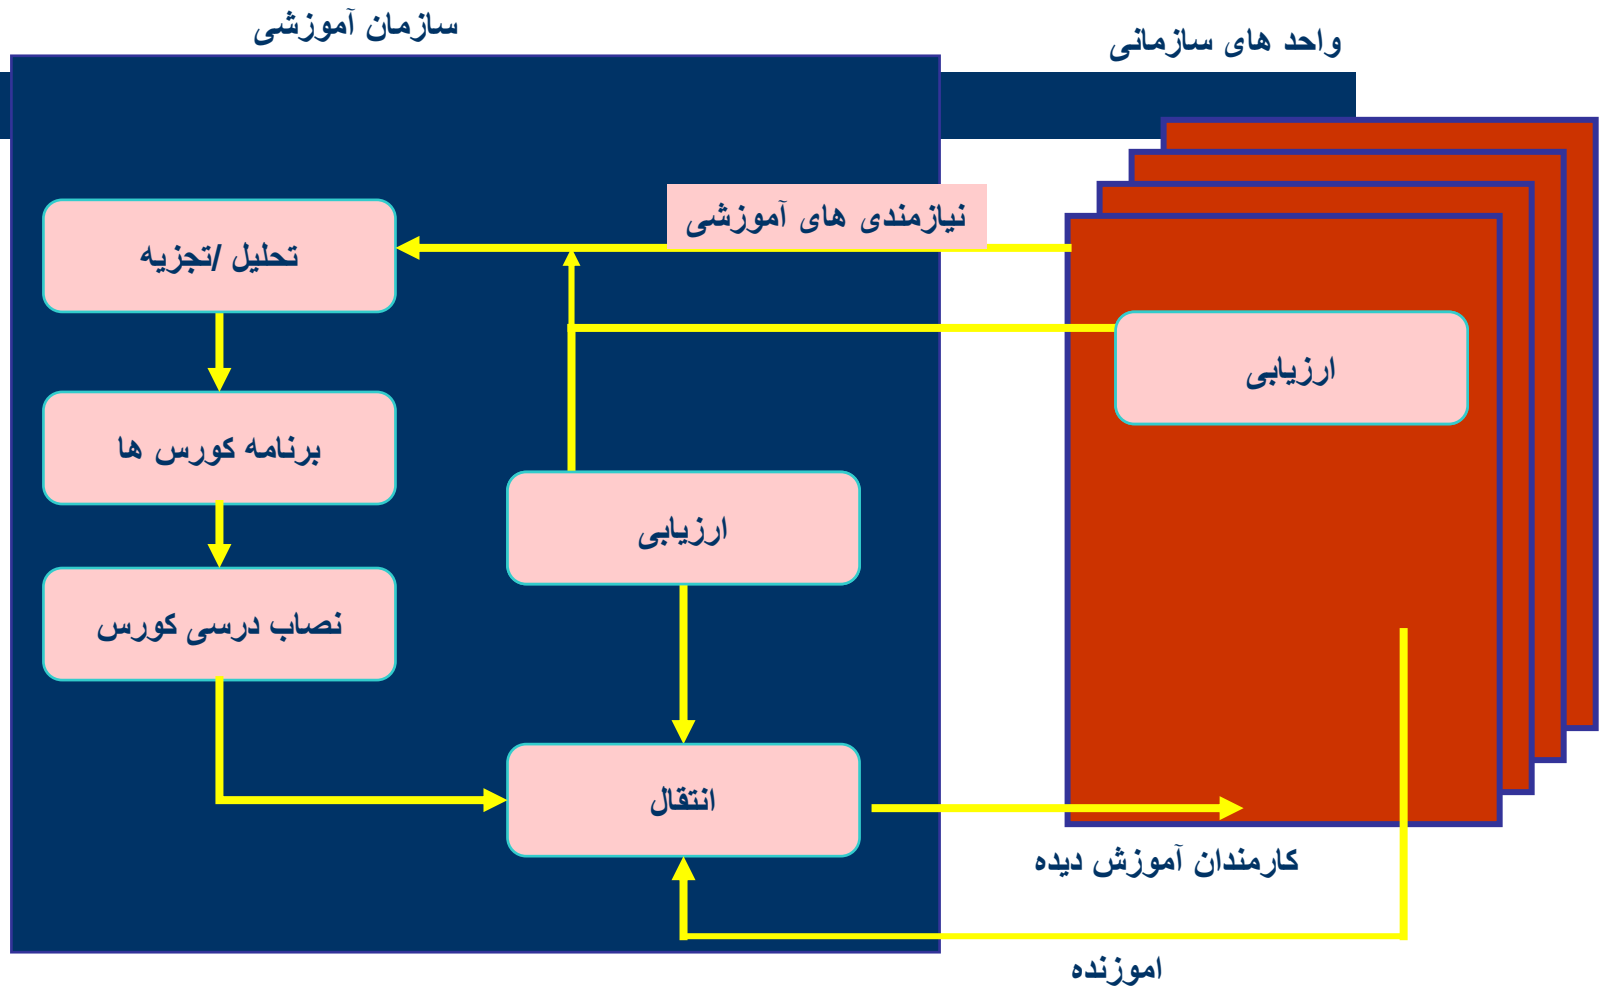 واحد های سازمانی
سازمان آموزشی
نیازمندی های آموزشی
تحلیل /تجزیه
ارزیابی
برنامه کورس ها
ارزیابی
نصاب درسی کورس
انتقال
کارمندان آموزش دیده
اموزنده